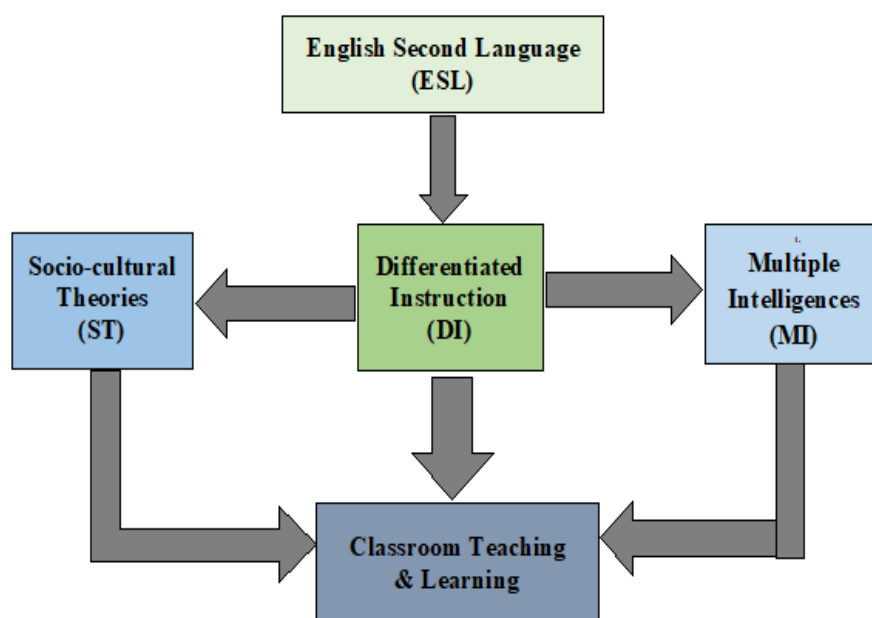 English Second Language
(ESL)
Socio-cultural
Theories
(ST)
Differentiated
Instruction
(DI)
Multiple
Intelligences
(MI)
Classroom Teaching
& Learning